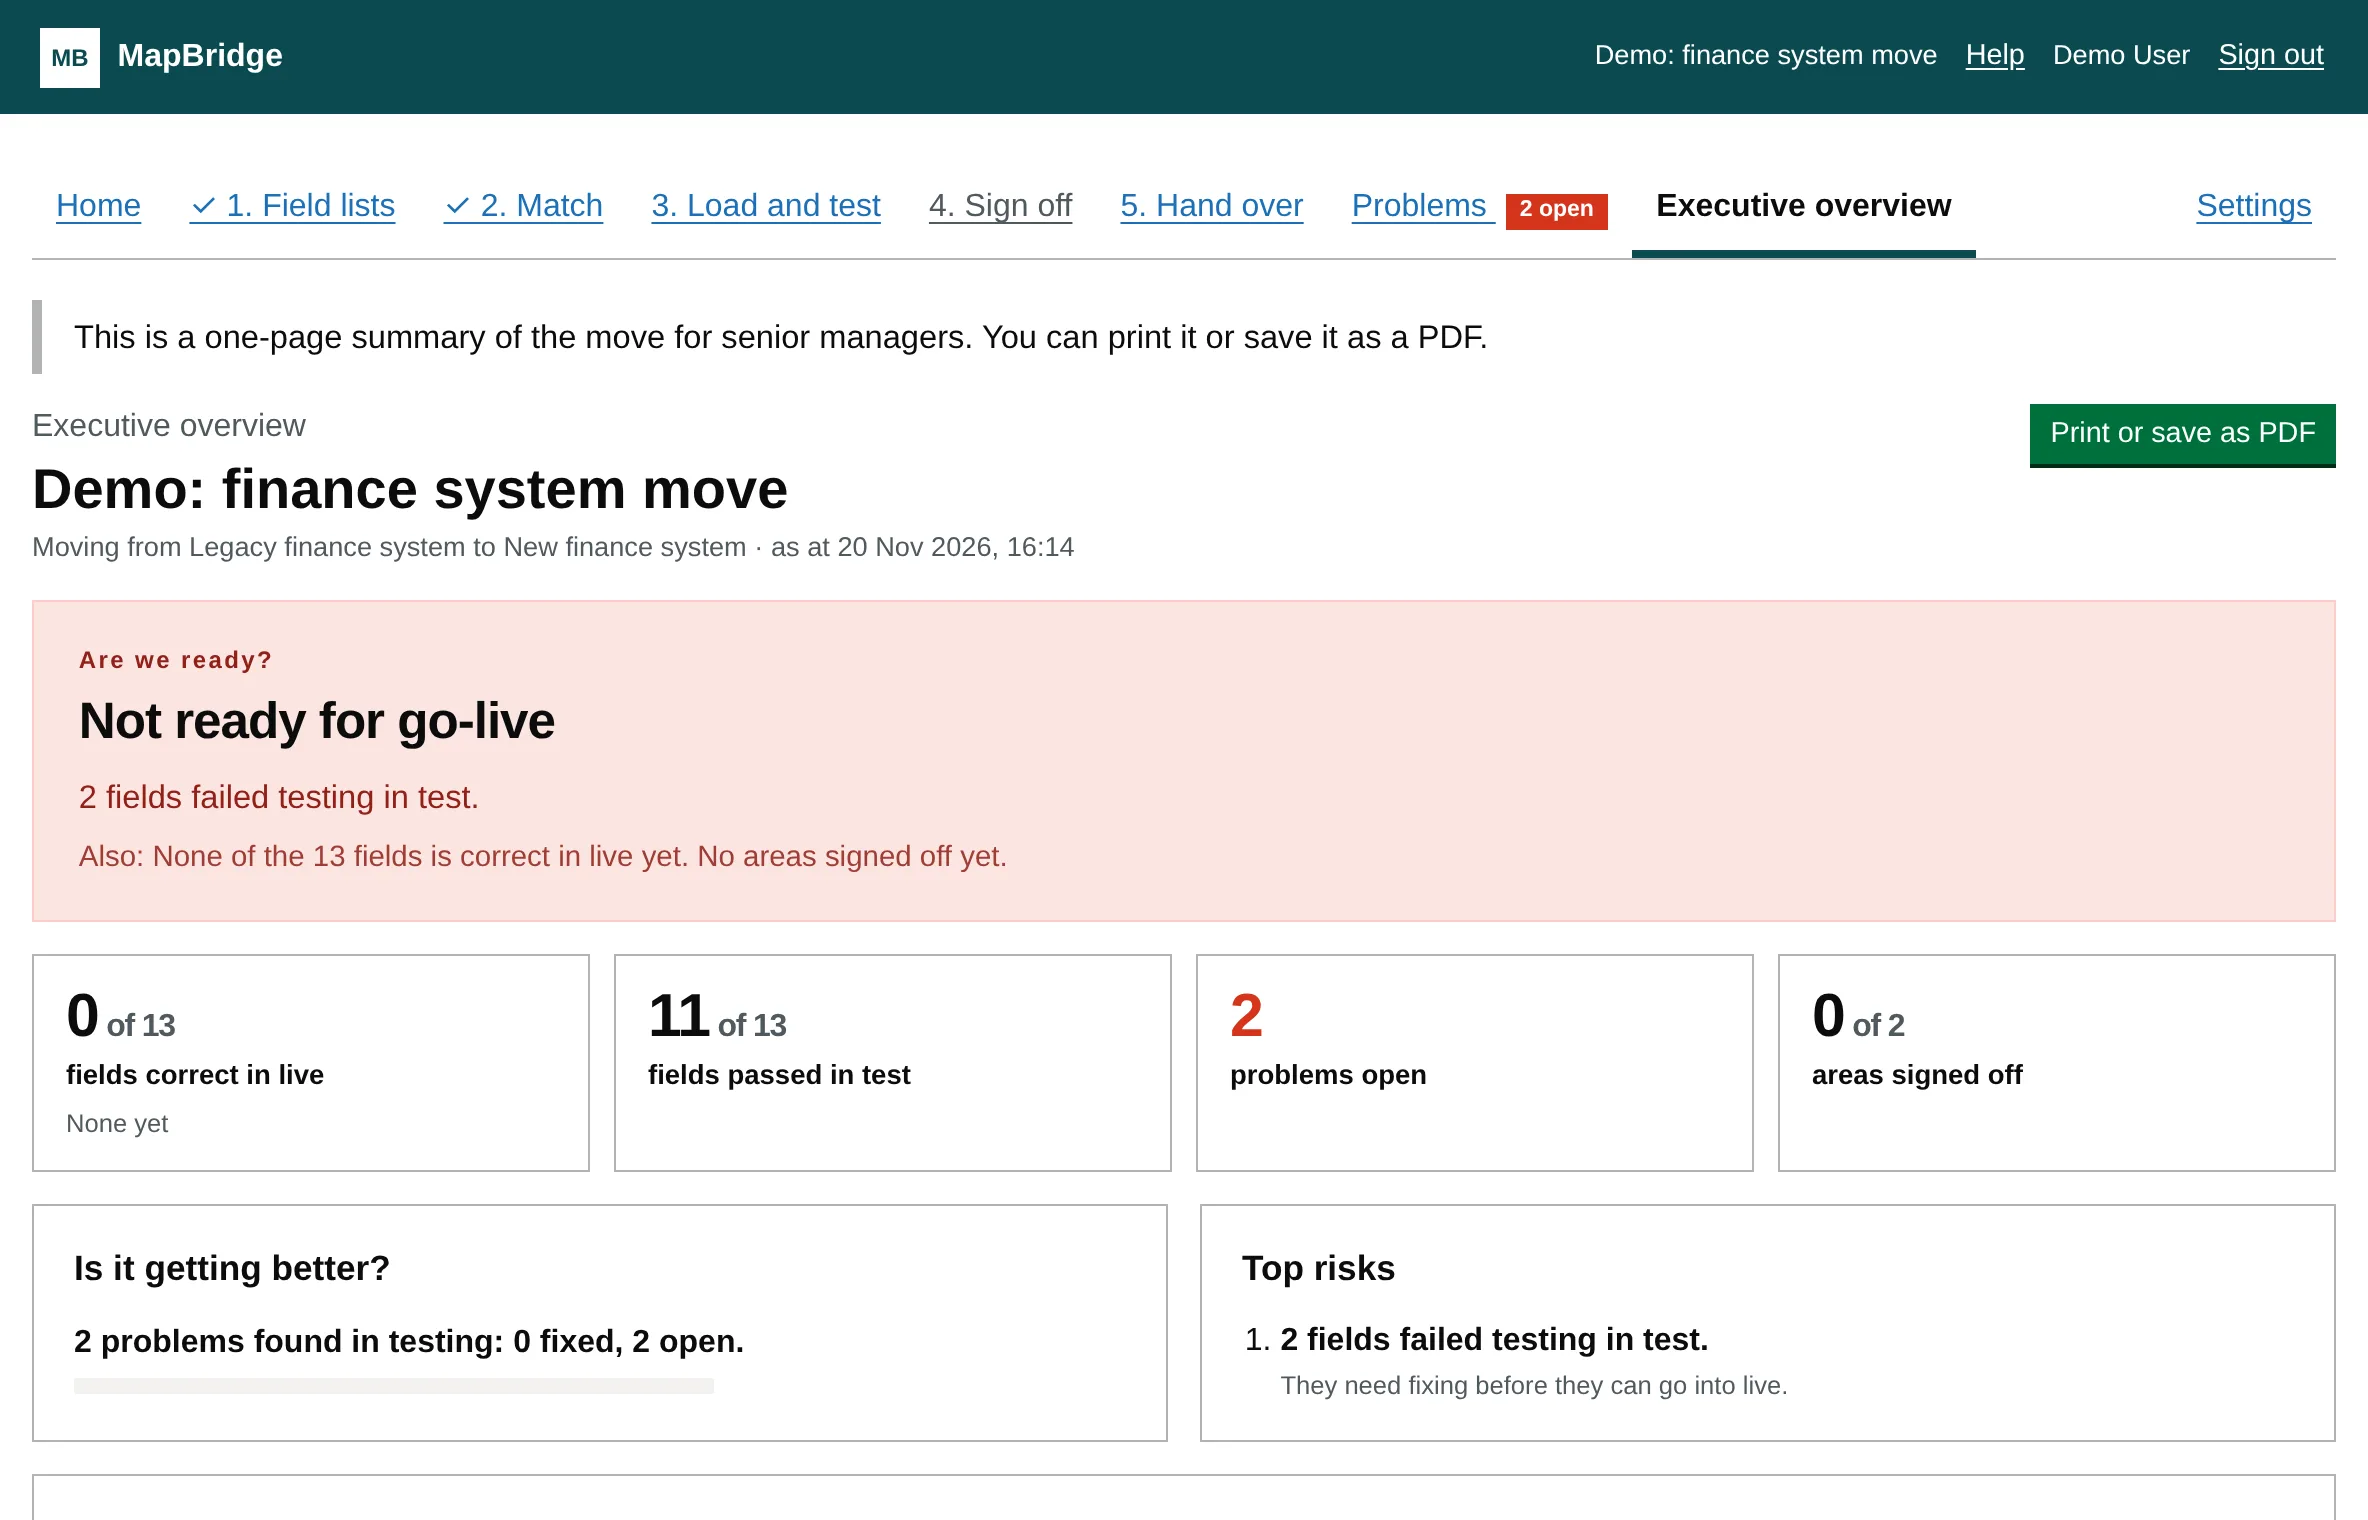 MB MapBridge
Demo: finance system move Help Demo User Sign out
Home ✓ 1. Field lists ✓ 2. Match 3. Load and test 4. Sign off 5. Hand over Problems 2 open Executive overview Settings
This is a one-page summary of the move for senior managers. You can print it or save it as a PDF.
Executive overview
Print or save as PDF
Demo: finance system move
Moving from Legacy finance system to New finance system · as at 20 Nov 2026, 16:14
Are we ready?
Not ready for go-live
2 fields failed testing in test.
Also: None of the 13 fields is correct in live yet. No areas signed off yet.
0 of 13
fields correct in live
None yet
11 of 13
fields passed in test
2
problems open
0 of 2
areas signed off
Is it getting better?
2 problems found in testing: 0 fixed, 2 open.
Top risks
1. 2 fields failed testing in test.
They need fixing before they can go into live.